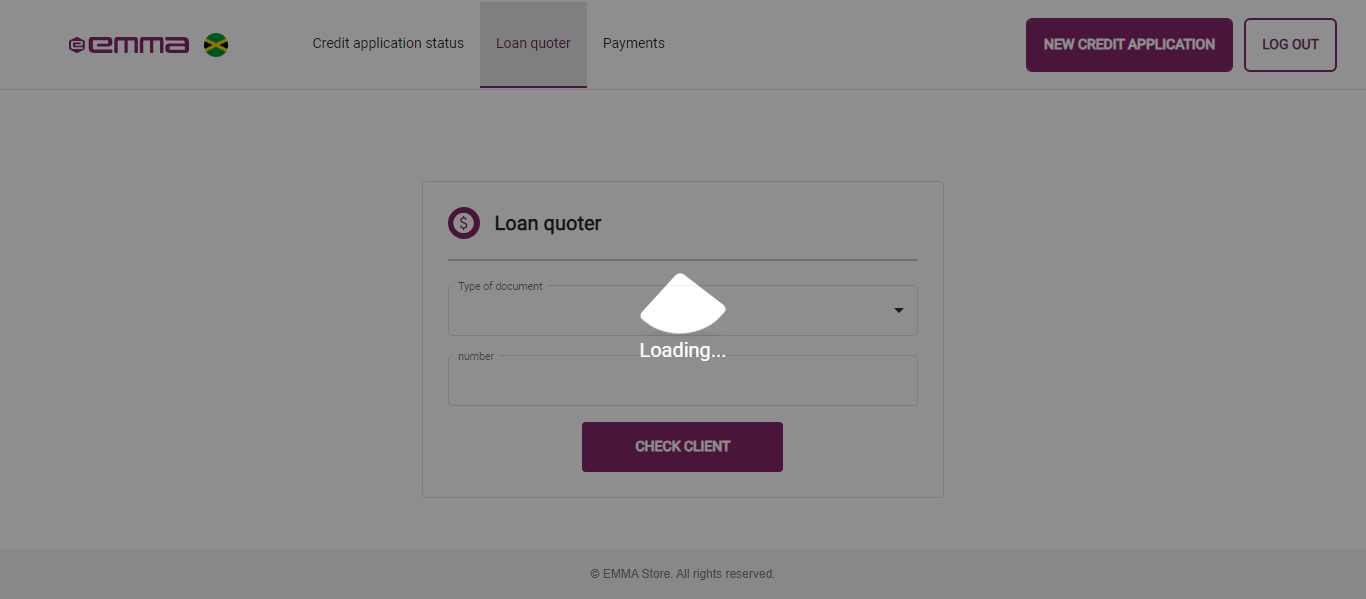 emma
Credit application status
Loan quoter
Payments
NEW CREDIT APPLICATION
LOG OUT
$ Loan quoter
Type of document
Loading...
number
CHECK CLIENT
© EMMA Store. All rights reserved.